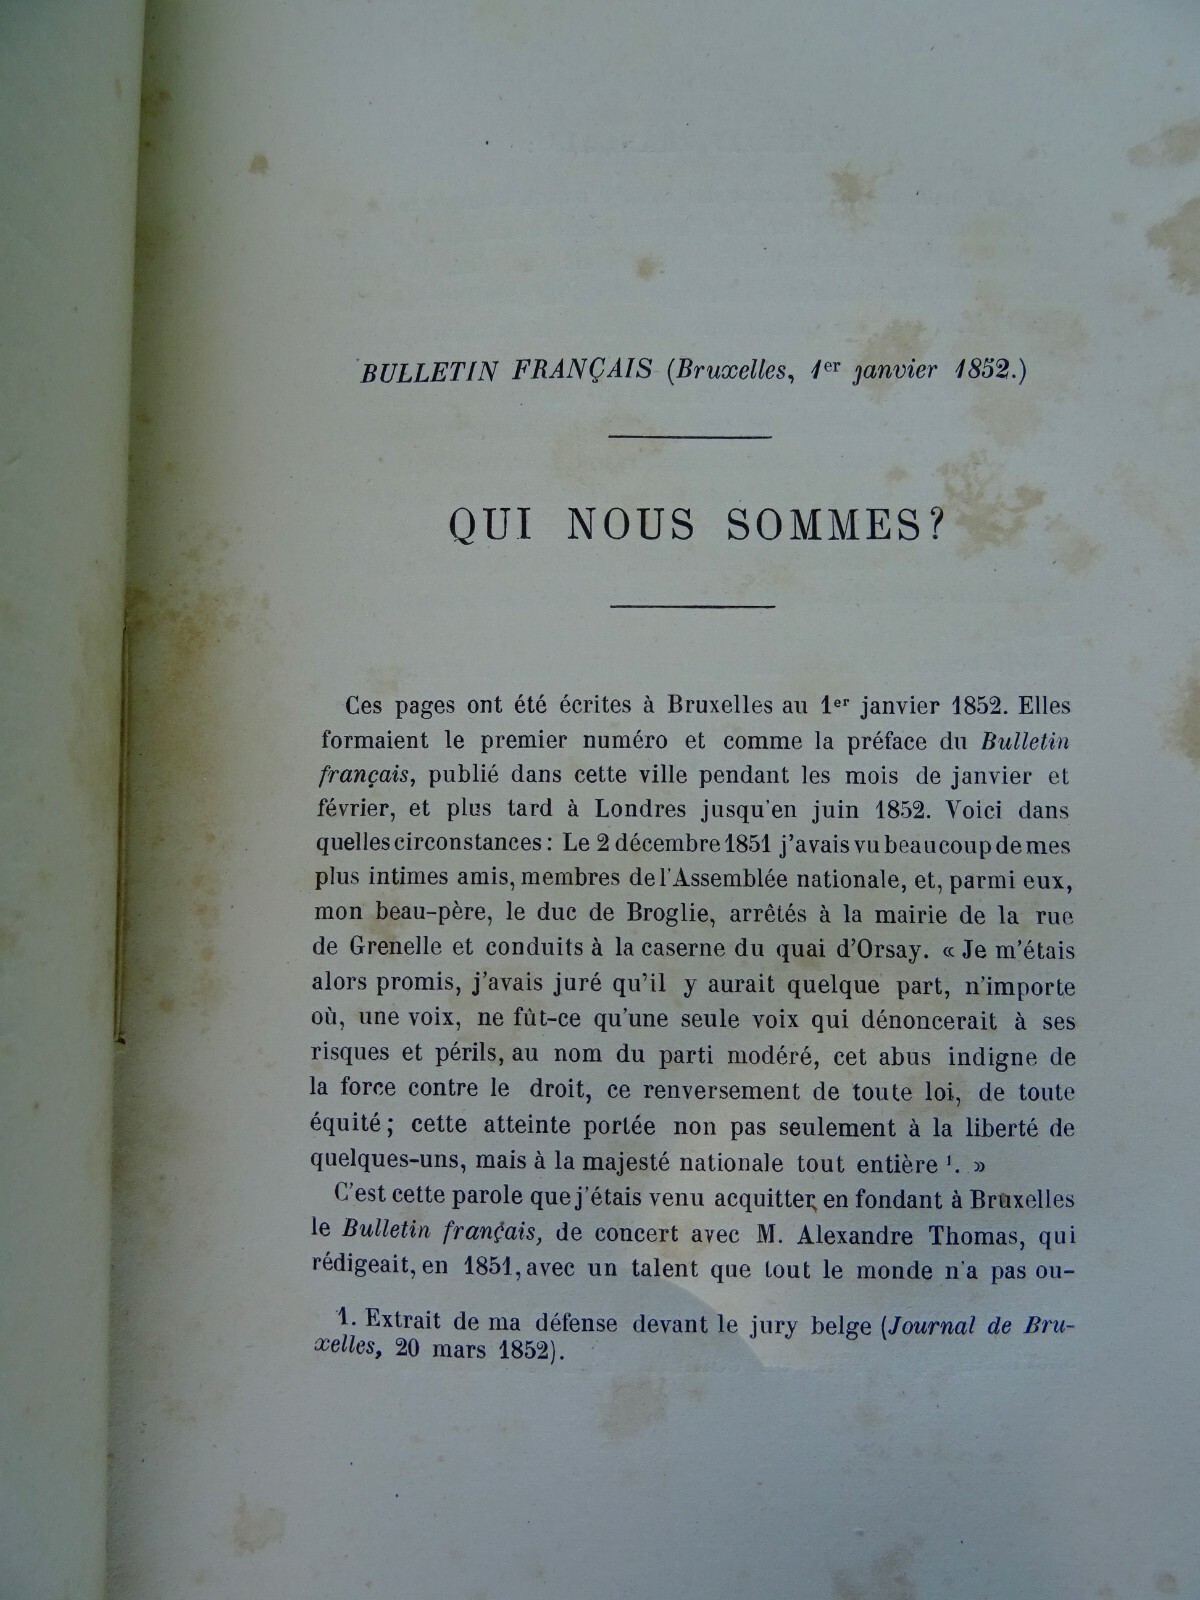 BULLETIN FRANÇAIS (Bruxelles, 1er janvier 1852.)
QUI NOUS SOMMES?
Ces pages ont été écrites à Bruxelles au 1er janvier 1852. Elles
formaient le premier numéro et comme la préface du Bulletin
français, publié dans cette ville pendant les mois de janvier et
février, et plus tard à Londres jusqu'en juin 1852. Voici dans
quelles circonstances : Le 2 décembre 1851 j'avais vu beaucoup de mes
plus intimes amis, membres de l'Assemblée nationale, et, parmi eux,
mon beau-père, le duc de Broglie, arrêtés à la mairie de la rue
de Grenelle et conduits à la caserne du quai d'Orsay. « Je m'étais
alors promis, j'avais juré qu'il y aurait quelque part, n'importe
où, une voix, ne fût-ce qu'une seule voix qui dénoncerait à ses
risques et périls, au nom du parti modéré, cet abus indigne de
la force contre le droit, ce renversement de toute loi, de toute
équité ; cette atteinte portée non pas seulement à la liberté de
quelques-uns, mais à la majesté nationale tout entière 1. »
C'est cette parole que j'étais venu acquitter, en fondant à Bruxelles
le Bulletin français, de concert avec M. Alexandre Thomas, qui
rédigeait, en 1851, avec un talent que tout le monde n'a pas ou-
1. Extrait de ma défense devant le jury belge (Journal de Bru-
xelles, 20 mars 1852).